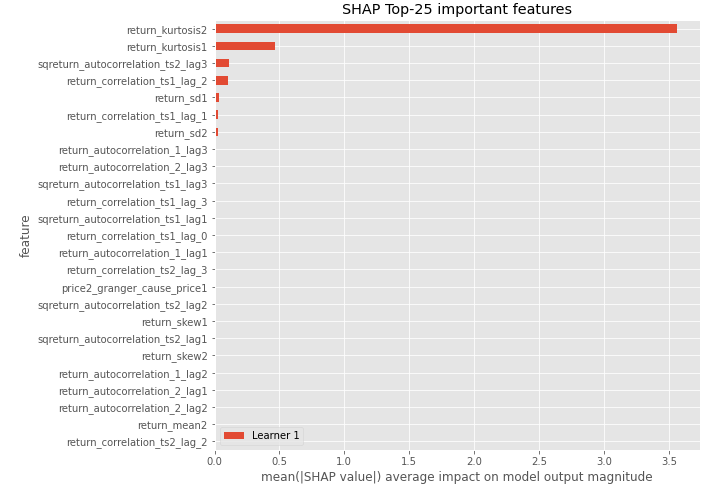 SHAP Top-25 important features
return_kurtosis2
return_kurtosis1
sqreturn_autocorrelation_ts2_lag3
return_correlation_ts1_lag_2
return_sd1
return_correlation_ts1_lag_1
return_sd2
return_autocorrelation_1_lag3
return_autocorrelation_2_lag3
sqreturn_autocorrelation_ts1_lag3
return_correlation_ts1_lag_3
sqreturn_autocorrelation_ts1_lag1
return_correlation_ts1_lag_0
return_autocorrelation_1_lag1
return_correlation_ts2_lag_3
price2_granger_cause_price1
sqreturn_autocorrelation_ts2_lag2
return_skew1
sqreturn_autocorrelation_ts2_lag1
return_skew2
return_autocorrelation_1_lag2
return_autocorrelation_2_lag1
return_autocorrelation_2_lag2
return_mean2
return_correlation_ts2_lag_2
feature
Learner 1
0.0 0.5 1.0 1.5 2.0 2.5 3.0 3.5
mean(|SHAP value|) average impact on model output magnitude